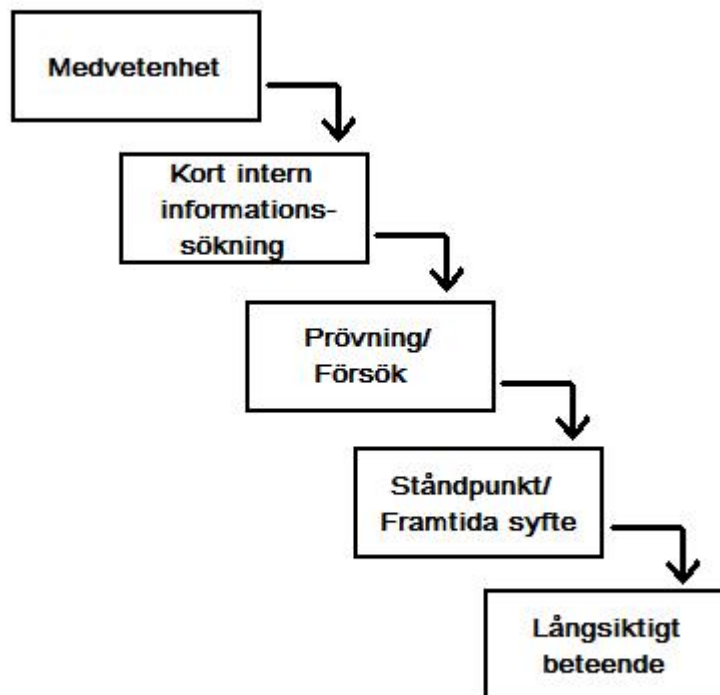 Medvetenhet
Kort intern
informations-
sökning
Prövning/
Försök
Ståndpunkt/
Framtida syfte
Långsiktigt
beteende